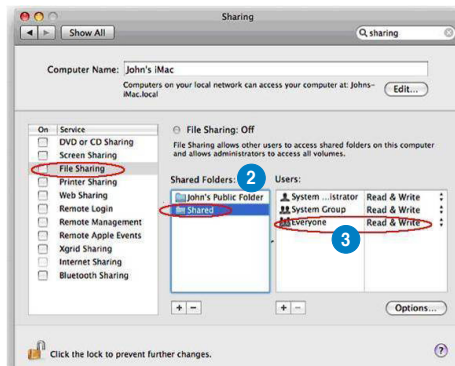 Sharing
Show All
sharing
Computer Name: John's iMac
Computers on your local network can access your computer at: Johns-
iMac.local
Edit...
On Service
DVD or CD Sharing
Screen Sharing
File Sharing
Printer Sharing
Web Sharing
Remote Login
Remote Management
Remote Apple Events
Xgrid Sharing
Internet Sharing
Bluetooth Sharing
File Sharing: Off
File Sharing allows other users to access shared folders on this computer
and allows administrators to access all volumes.
Shared Folders:
2
John's Public Folder
Shared
Users:
System ...istrator Read & Write
System Group Read & Write
Everyone Read & Write
3
+ −
+ −
Options...
Click the lock to prevent further changes.
?